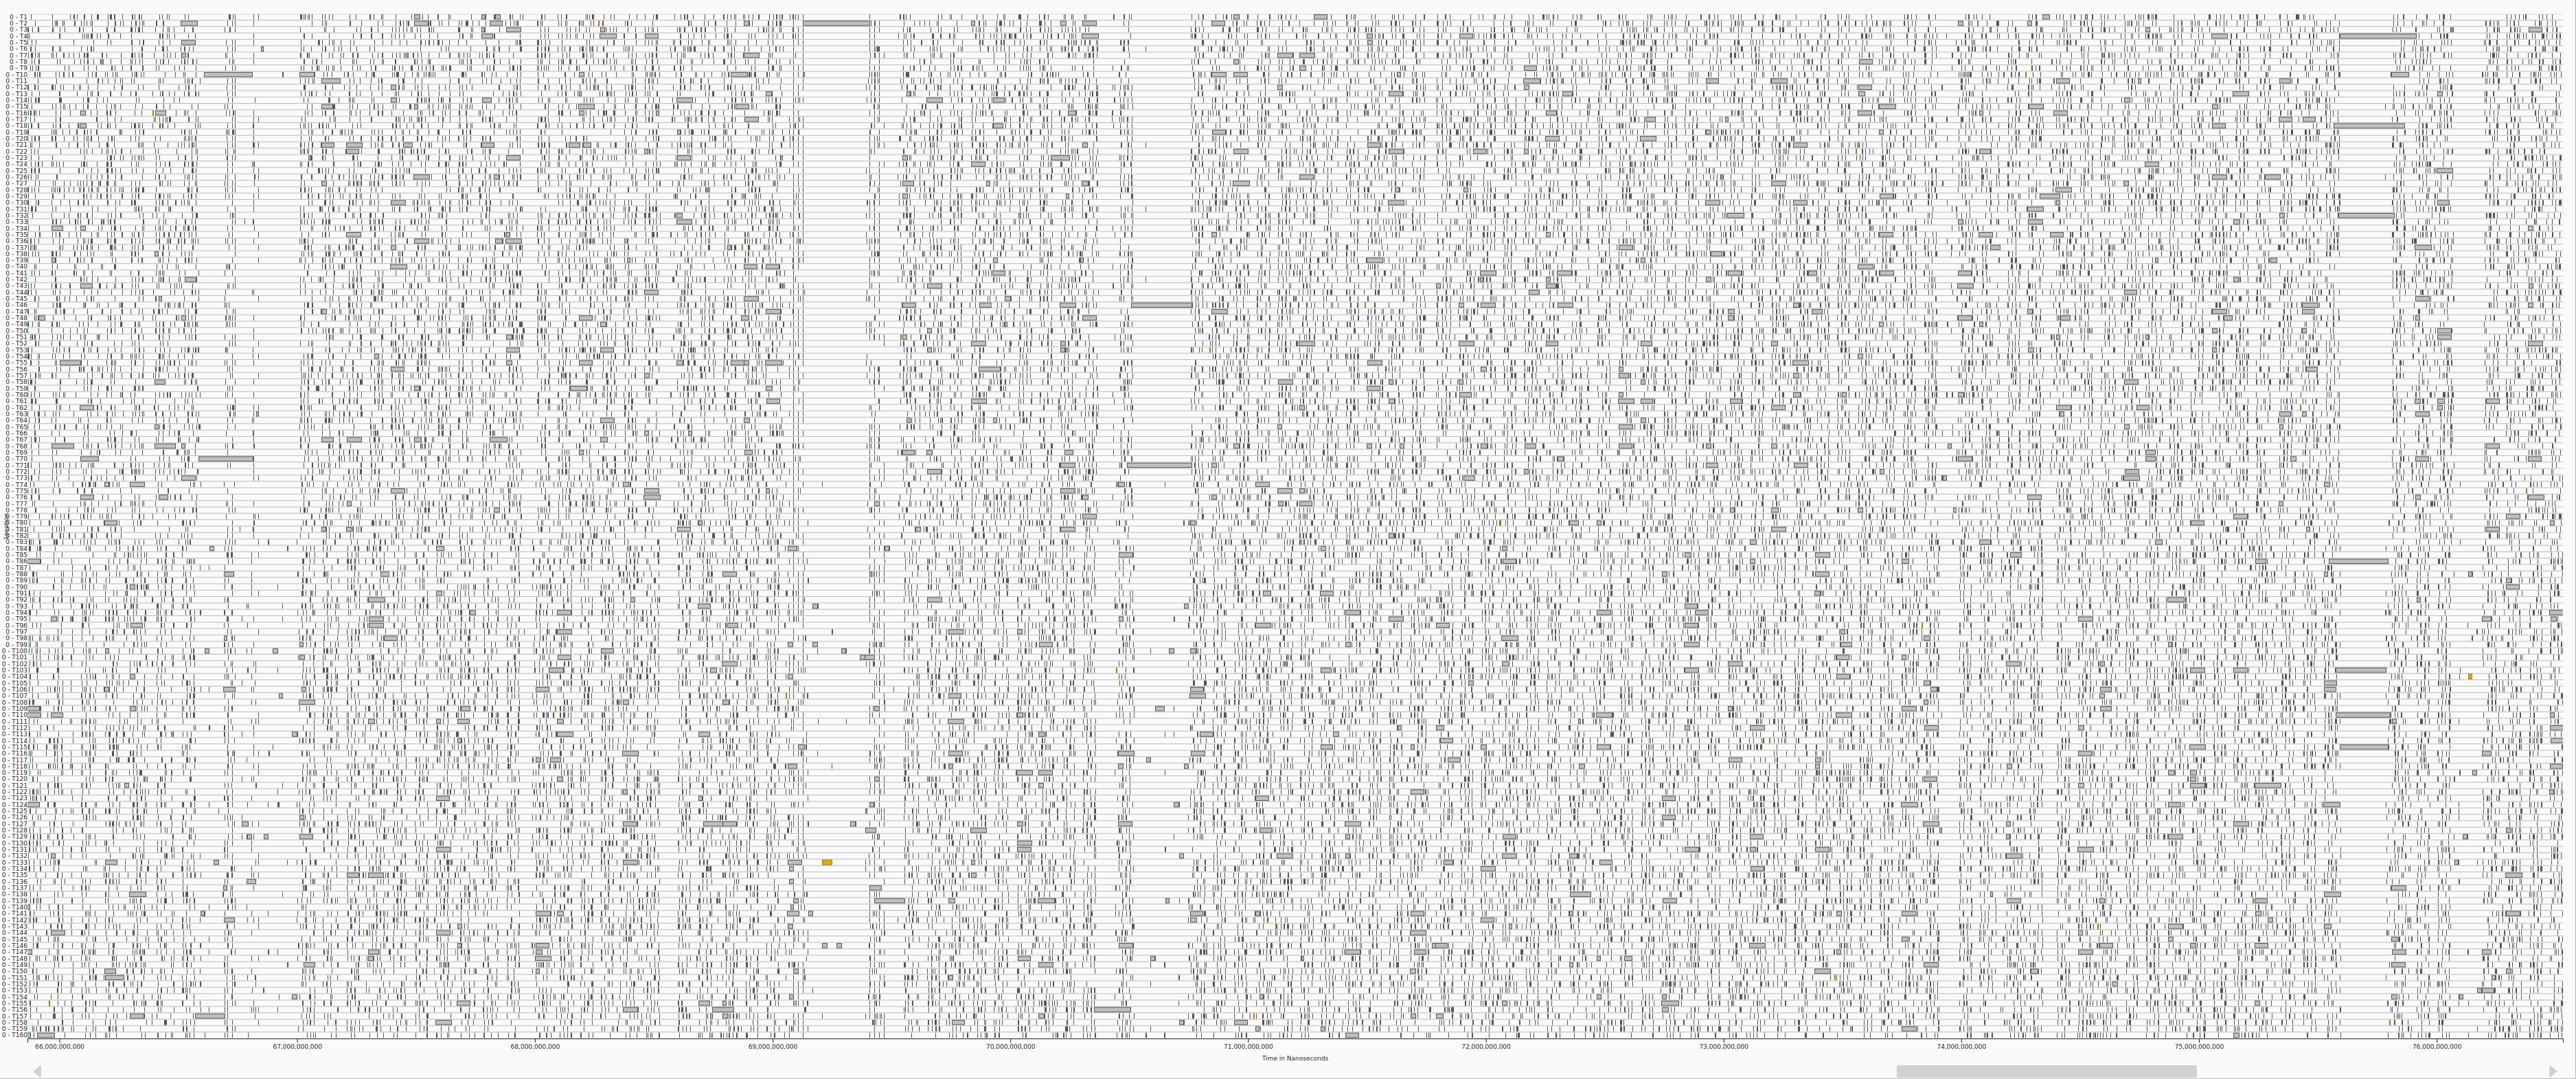 0 - T1
0 - T2
0 - T3
0 - T4
0 - T5
0 - T6
0 - T7
0 - T8
0 - T9
0 - T10
0 - T11
0 - T12
0 - T13
0 - T14
0 - T15
0 - T16
0 - T17
0 - T18
0 - T19
0 - T20
0 - T21
0 - T22
0 - T23
0 - T24
0 - T25
0 - T26
0 - T27
0 - T28
0 - T29
0 - T30
0 - T31
0 - T32
0 - T33
0 - T34
0 - T35
0 - T36
0 - T37
0 - T38
0 - T39
0 - T40
0 - T41
0 - T42
0 - T43
0 - T44
0 - T45
0 - T46
0 - T47
0 - T48
0 - T49
0 - T50
0 - T51
0 - T52
0 - T53
0 - T54
0 - T55
0 - T56
0 - T57
0 - T58
0 - T59
0 - T60
0 - T61
0 - T62
0 - T63
0 - T64
0 - T65
0 - T66
0 - T67
0 - T68
0 - T69
0 - T70
0 - T71
0 - T72
0 - T73
0 - T74
0 - T75
0 - T76
0 - T77
0 - T78
0 - T79
0 - T80
0 - T81
0 - T82
0 - T83
0 - T84
0 - T85
0 - T86
0 - T87
0 - T88
0 - T89
0 - T90
0 - T91
0 - T92
0 - T93
0 - T94
0 - T95
0 - T96
0 - T97
0 - T98
0 - T99
0 - T100
0 - T101
0 - T102
0 - T103
0 - T104
0 - T105
0 - T106
0 - T107
0 - T108
0 - T109
0 - T110
0 - T111
0 - T112
0 - T113
0 - T114
0 - T115
0 - T116
0 - T117
0 - T118
0 - T119
0 - T120
0 - T121
0 - T122
0 - T123
0 - T124
0 - T125
0 - T126
0 - T127
0 - T128
0 - T129
0 - T130
0 - T131
0 - T132
0 - T133
0 - T134
0 - T135
0 - T136
0 - T137
0 - T138
0 - T139
0 - T140
0 - T141
0 - T142
0 - T143
0 - T144
0 - T145
0 - T146
0 - T147
0 - T148
0 - T149
0 - T150
0 - T151
0 - T152
0 - T153
0 - T154
0 - T155
0 - T156
0 - T157
0 - T158
0 - T159
0 - T160
66,000,000,000 67,000,000,000 68,000,000,000 69,000,000,000 70,000,000,000 71,000,000,000 72,000,000,000 73,000,000,000 74,000,000,000 75,000,000,000 76,000,000,000
Time in Nanoseconds